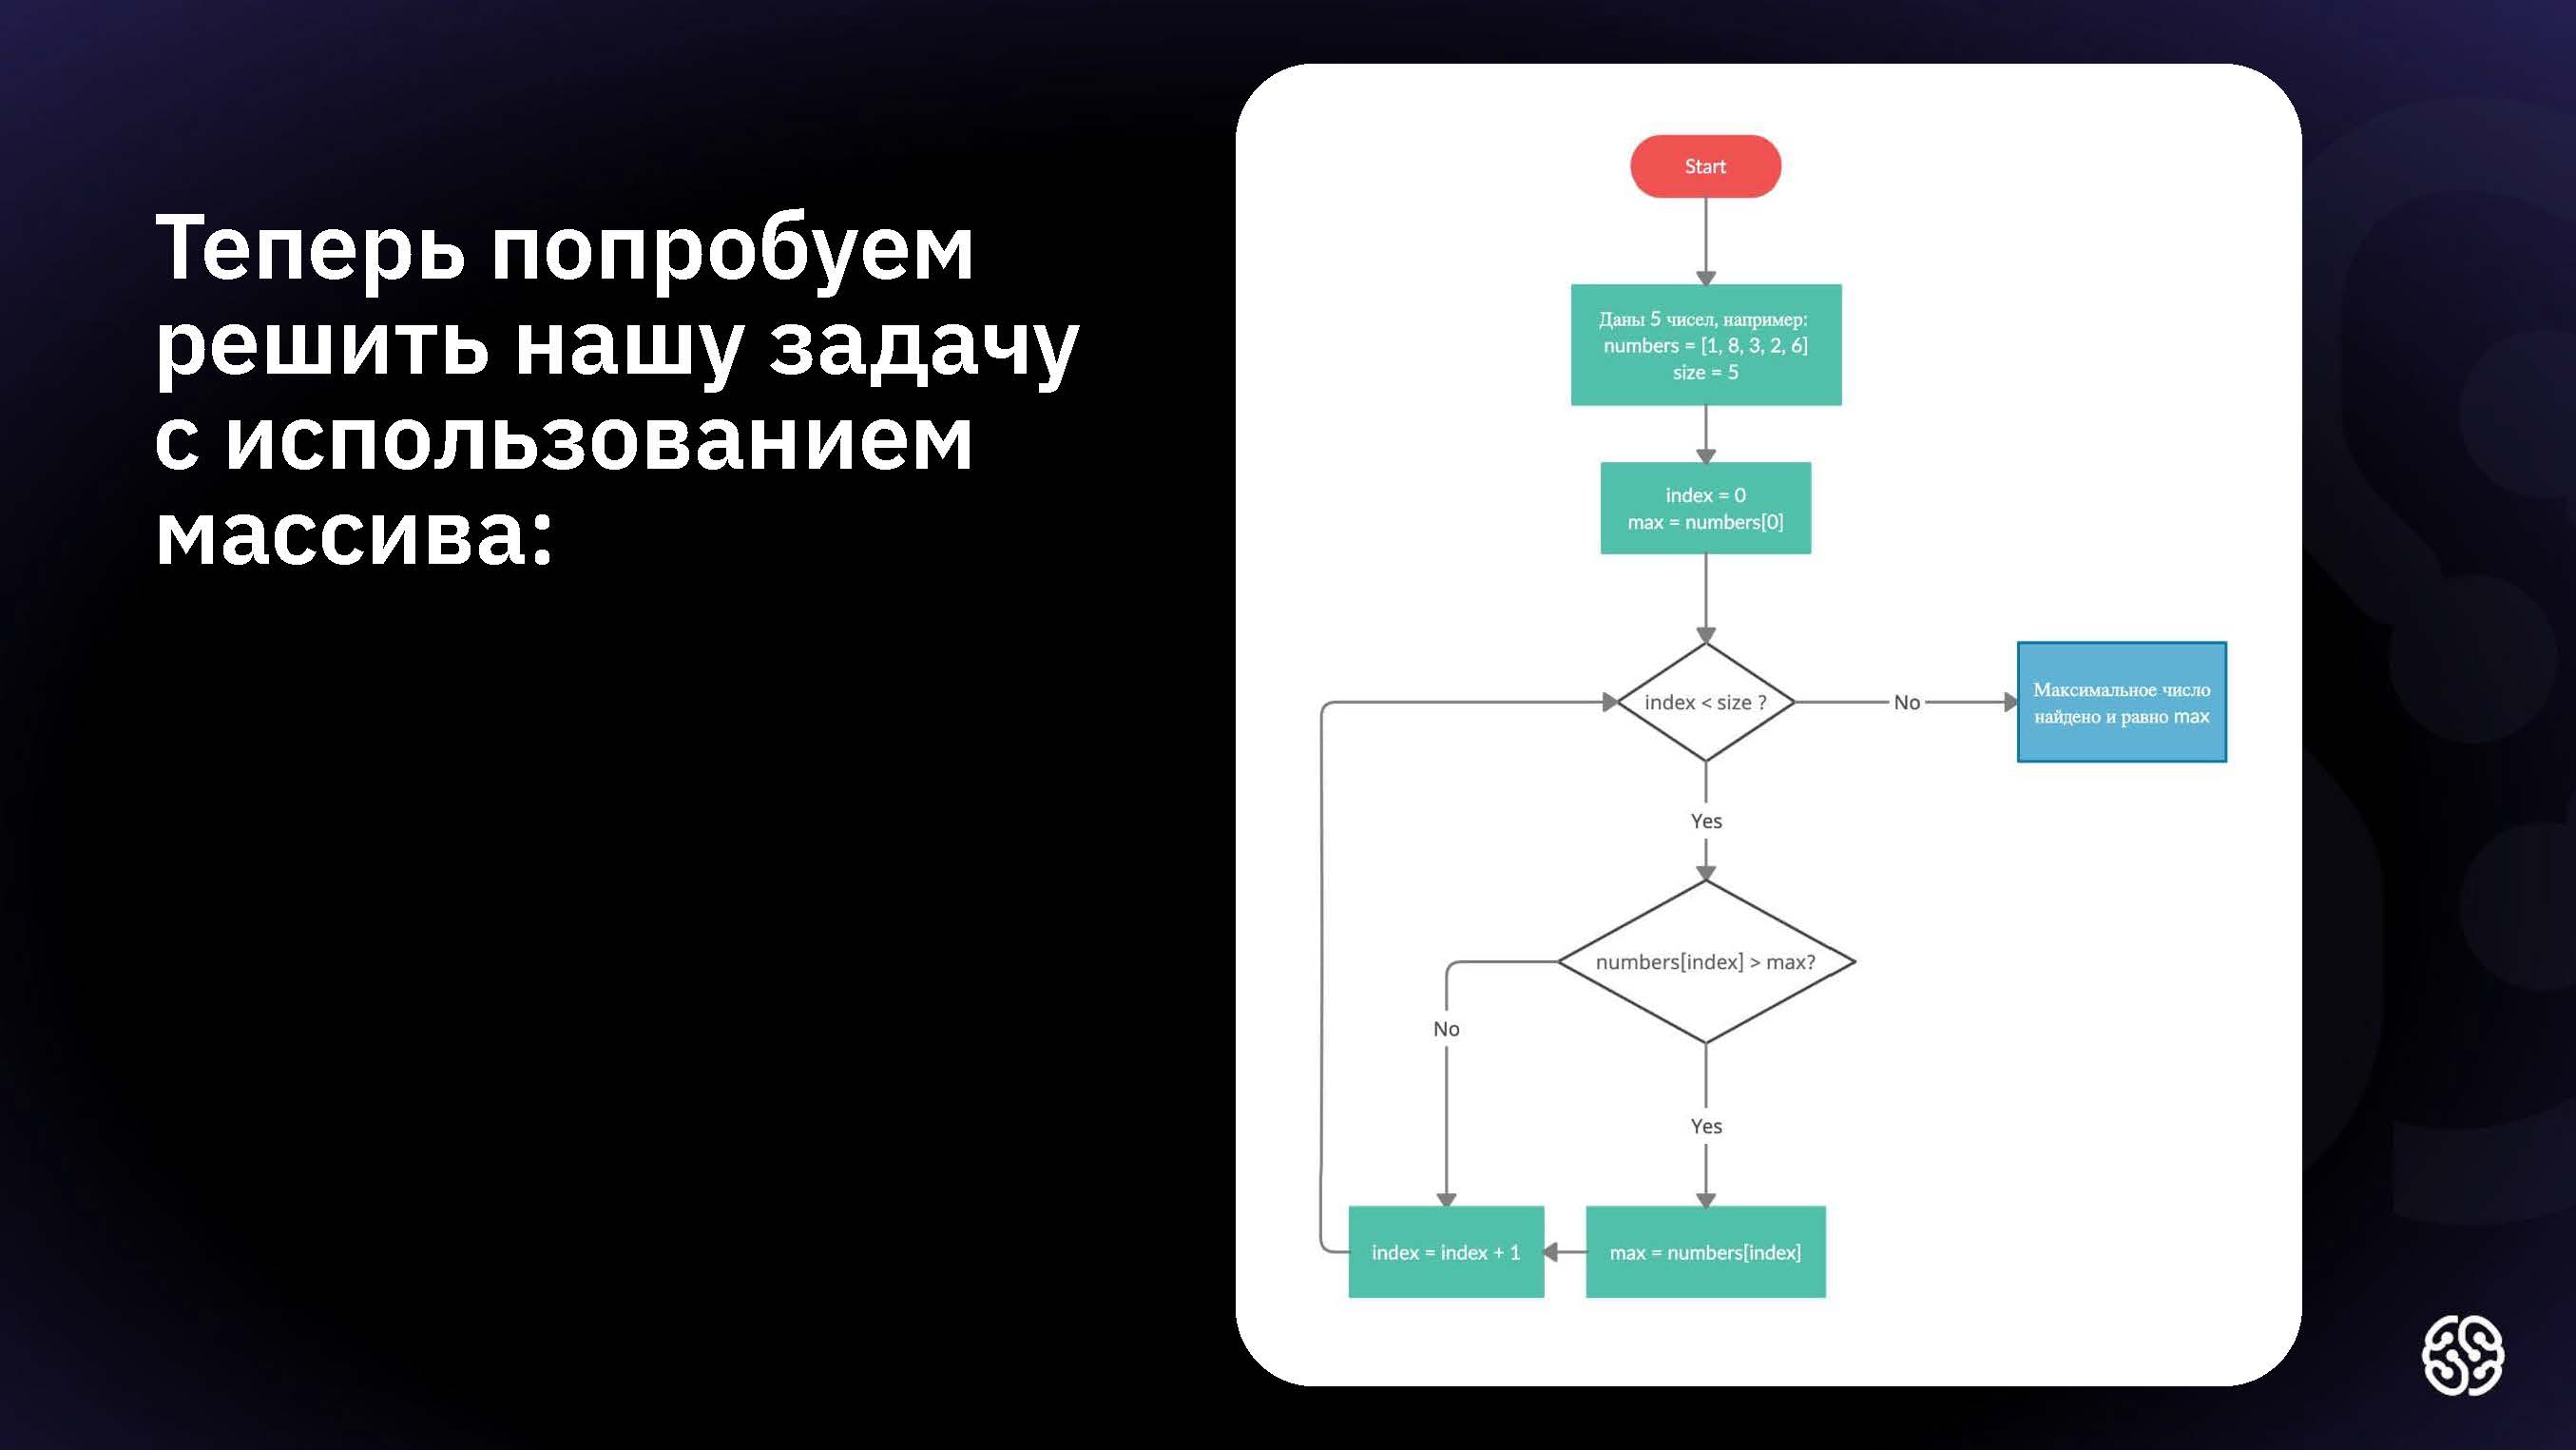 Теперь попробуем
решить нашу задачу
с использованием
массива:
Start
Даны 5 чисел, например:
numbers = [1, 8, 3, 2, 6]
size = 5
index = 0
max = numbers[0]
index < size ?
No
Максимальное число
найдено и равно max
Yes
numbers[index] > max?
No
Yes
index = index + 1
max = numbers[index]